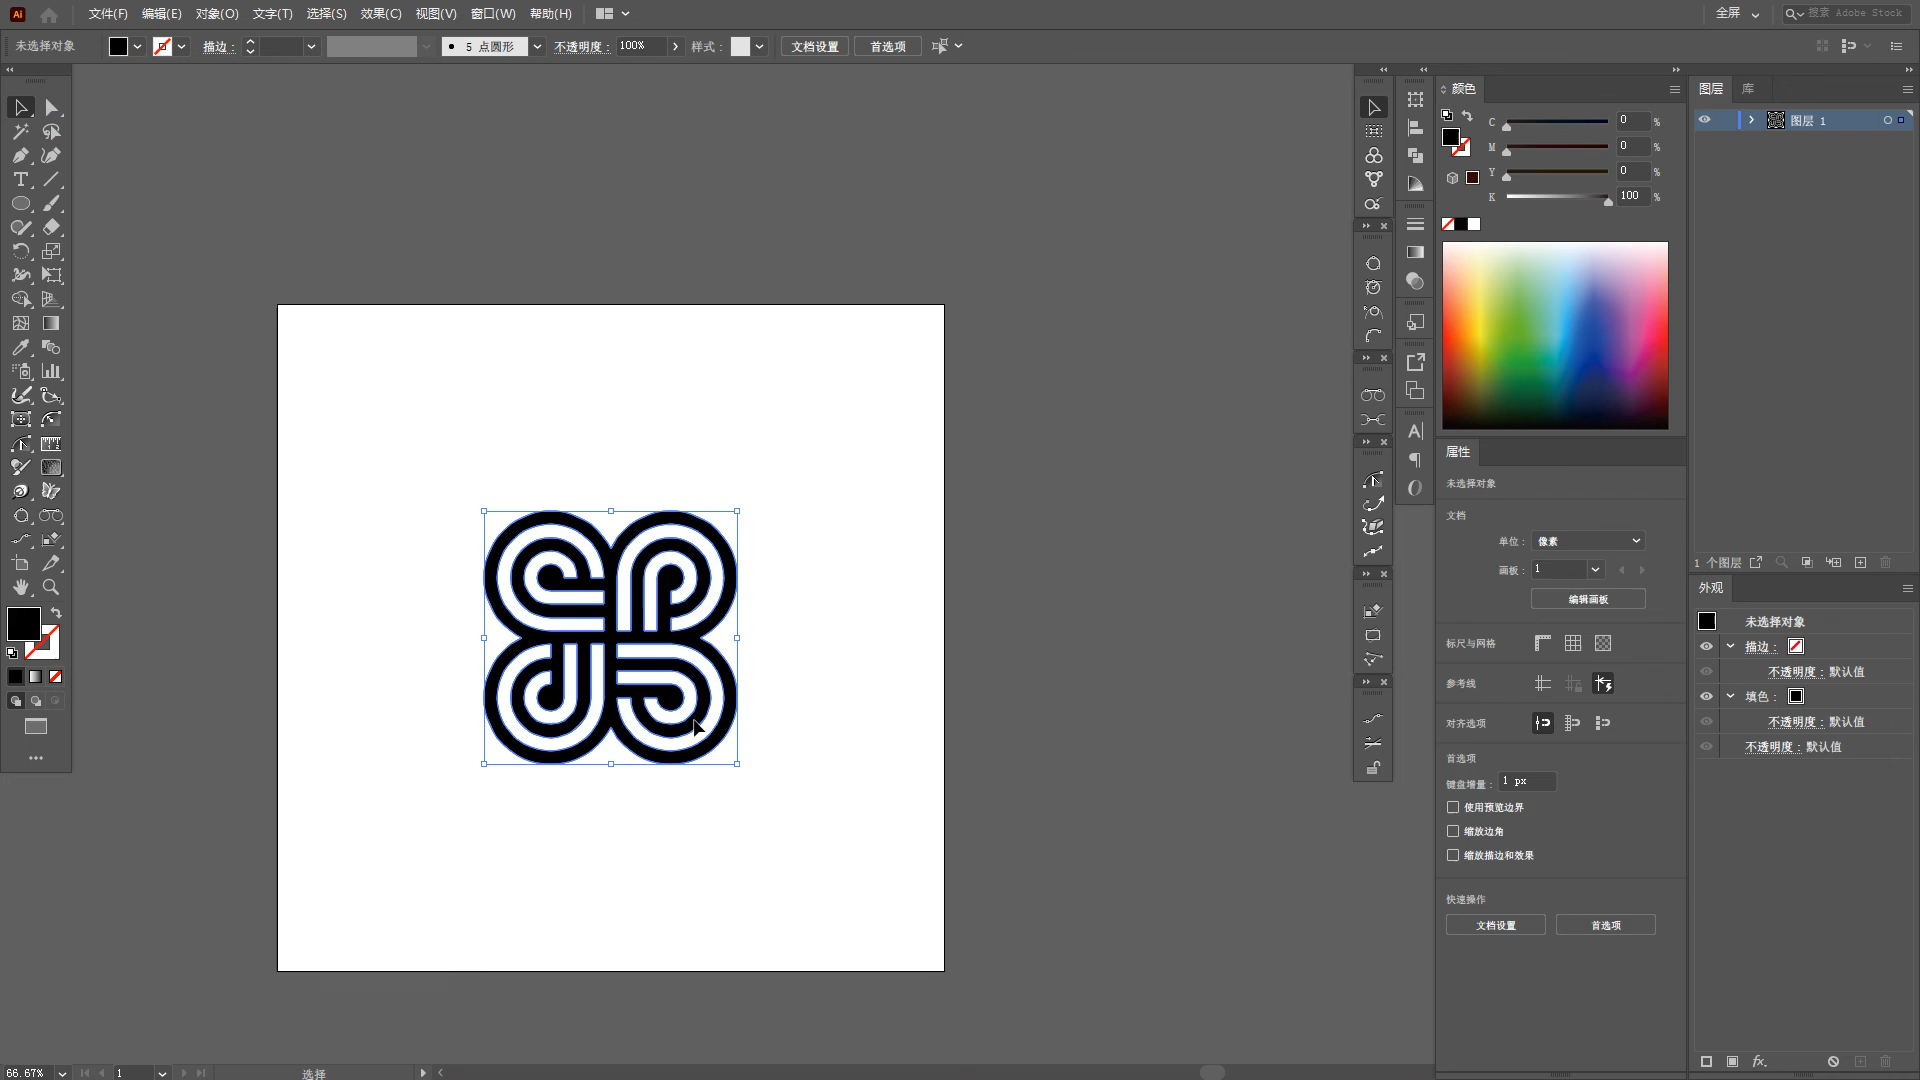 Ai 文件(F) 编辑(E) 对象(O) 文字(T) 选择(S) 效果(C) 视图(V) 窗口(W) 帮助(H) 全屏 搜索 Adobe Stock
未选择对象 描边： 5 点圆形 不透明度： 100% 样式： 文档设置 首选项
颜色
C 0 %
M 0 %
Y 0 %
K 100 %
属性
未选择对象
文档
单位： 像素
画板： 1
编辑画板
标尺与网格
参考线
对齐选项
首选项
键盘增量： 1 px
使用预览边界
缩放边角
缩放描边和效果
快速操作
文档设置 首选项
图层 库
图层 1
1 个图层
外观
未选择对象
描边：
不透明度： 默认值
填色：
不透明度： 默认值
不透明度： 默认值
fx.
66.67% 1 选择